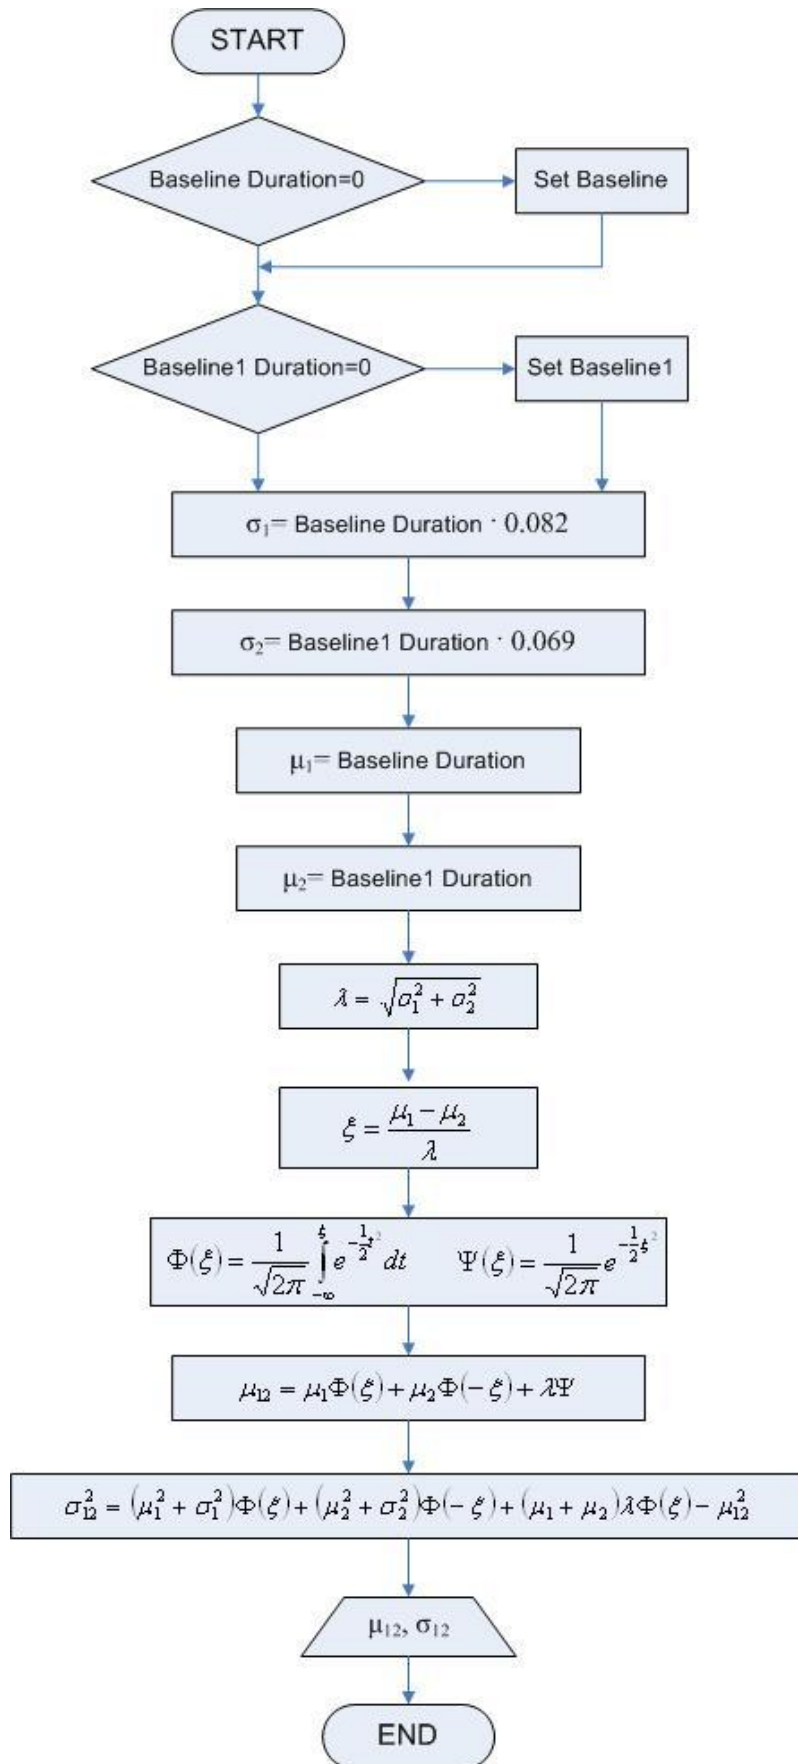 START
Baseline Duration=0
Set Baseline
Baseline1 Duration=0
Set Baseline1
σ₁= Baseline Duration · 0.082
σ₂= Baseline1 Duration · 0.069
μ₁= Baseline Duration
μ₂= Baseline1 Duration
λ = √(σ₁² + σ₂²)
ξ = (μ₁ − μ₂)/λ
Φ(ξ) = 1/√(2π) ∫_{−∞}^{ξ} e^{−½t²} dt    Ψ(ξ) = 1/√(2π) e^{−½ξ²}
μ₁₂ = μ₁Φ(ξ) + μ₂Φ(− ξ) + λΨ
σ₁₂² = (μ₁² + σ₁²)Φ(ξ) + (μ₂² + σ₂²)Φ(− ξ) + (μ₁ + μ₂)λΦ(ξ) − μ₁₂²
μ₁₂, σ₁₂
END